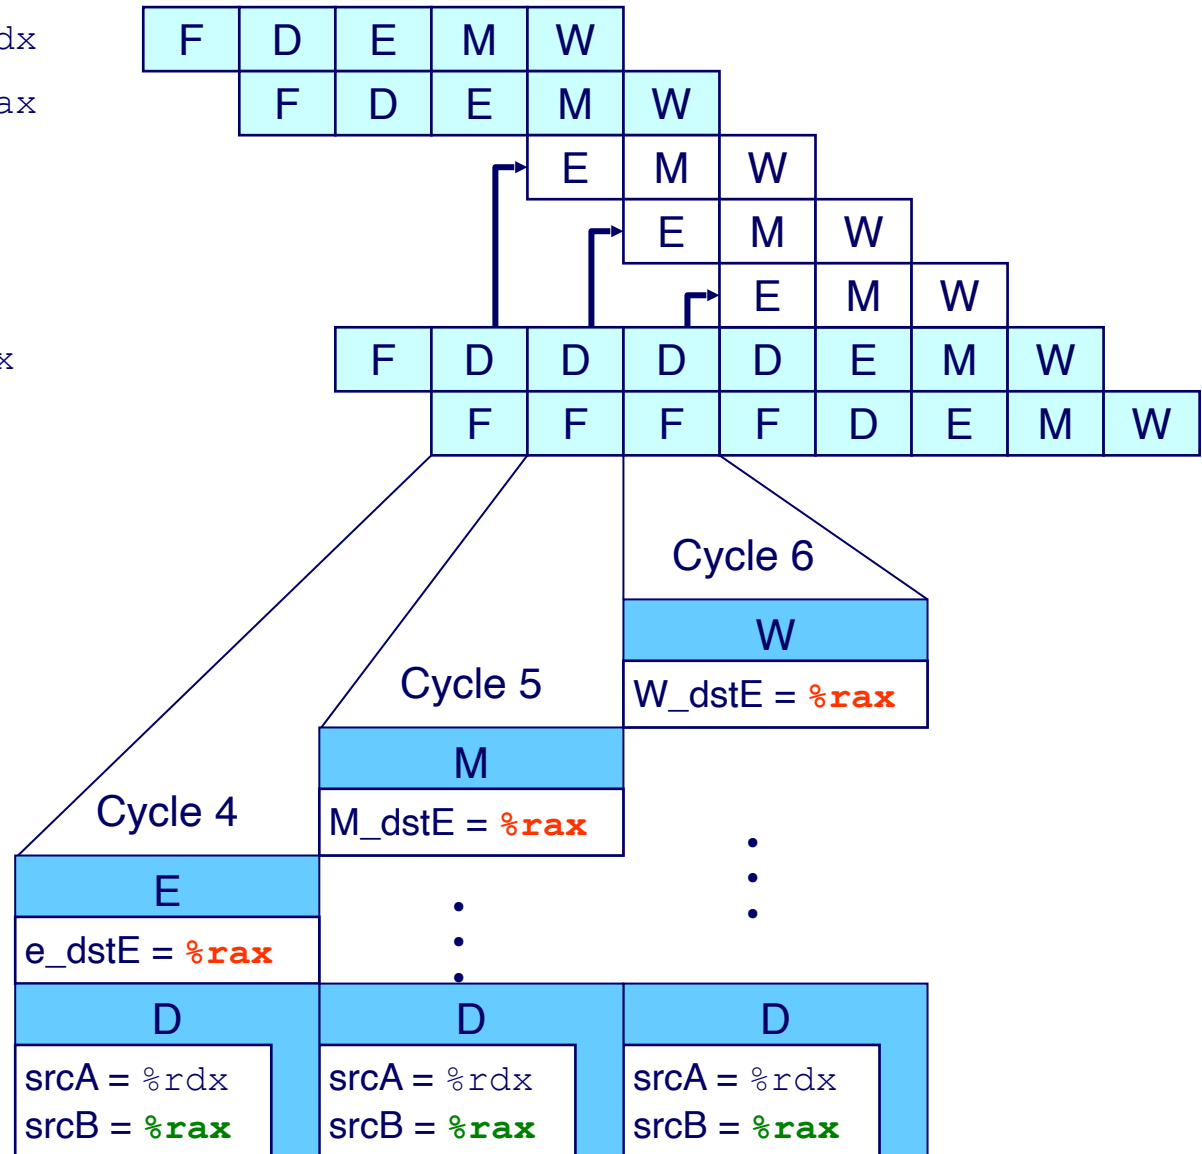 dx F D E M W
ax F D E M W
E M W
E M W
E M W
x F D D D D E M W
F F F F D E M W
Cycle 6
W
W_dstE = %rax
Cycle 5
M
M_dstE = %rax
Cycle 4
E
e_dstE = %rax
D D D
srcA = %rdx srcA = %rdx srcA = %rdx
srcB = %rax srcB = %rax srcB = %rax